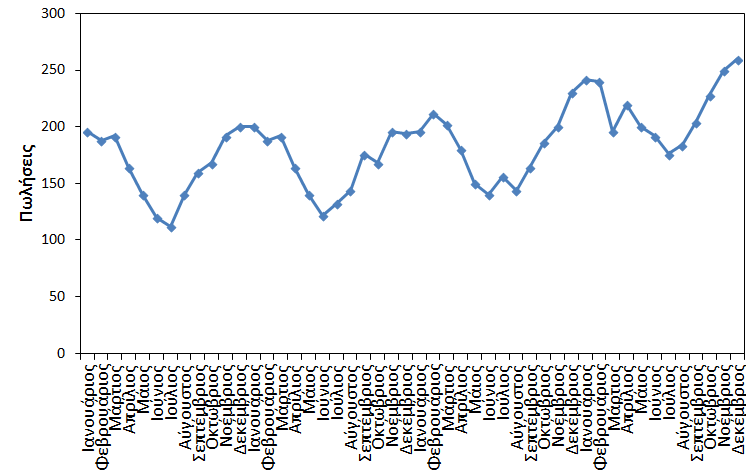 300
250
200
150
100
50
0
Πωλήσεις
Ιανουάριος
Φεβρουάριος
Μάρτιος
Απρίλιος
Μάιος
Ιούνιος
Ιούλιος
Αύγουστος
Σεπτέμβριος
Οκτώβριος
Νοέμβριος
Δεκέμβριος
Ιανουάριος
Φεβρουάριος
Μάρτιος
Απρίλιος
Μάιος
Ιούνιος
Ιούλιος
Αύγουστος
Σεπτέμβριος
Οκτώβριος
Νοέμβριος
Δεκέμβριος
Ιανουάριος
Φεβρουάριος
Μάρτιος
Απρίλιος
Μάιος
Ιούνιος
Ιούλιος
Αύγουστος
Σεπτέμβριος
Οκτώβριος
Νοέμβριος
Δεκέμβριος
Ιανουάριος
Φεβρουάριος
Μάρτιος
Απρίλιος
Μάιος
Ιούνιος
Ιούλιος
Αύγουστος
Σεπτέμβριος
Οκτώβριος
Νοέμβριος
Δεκέμβριος